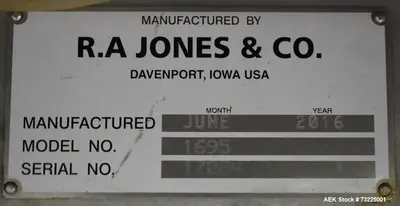 MANUFACTURED BY
R.A JONES & CO.
DAVENPORT, IOWA USA
MONTH YEAR
MANUFACTURED JUNE 2016
MODEL NO. 1695
SERIAL NO.
AEK Stock # 73225001